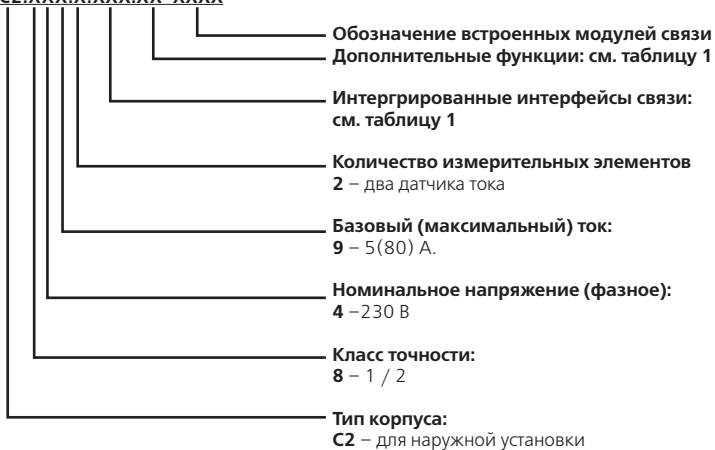 Обозначение встроенных модулей связи
Дополнительные функции: см. таблицу 1
Интергрированные интерфейсы связи:
см. таблицу 1
Количество измерительных элементов
2 – два датчика тока
Базовый (максимальный) ток:
9 – 5(80) А.
Номинальное напряжение (фазное):
4 –230 В
Класс точности:
8 – 1 / 2
Тип корпуса:
C2 – для наружной установки